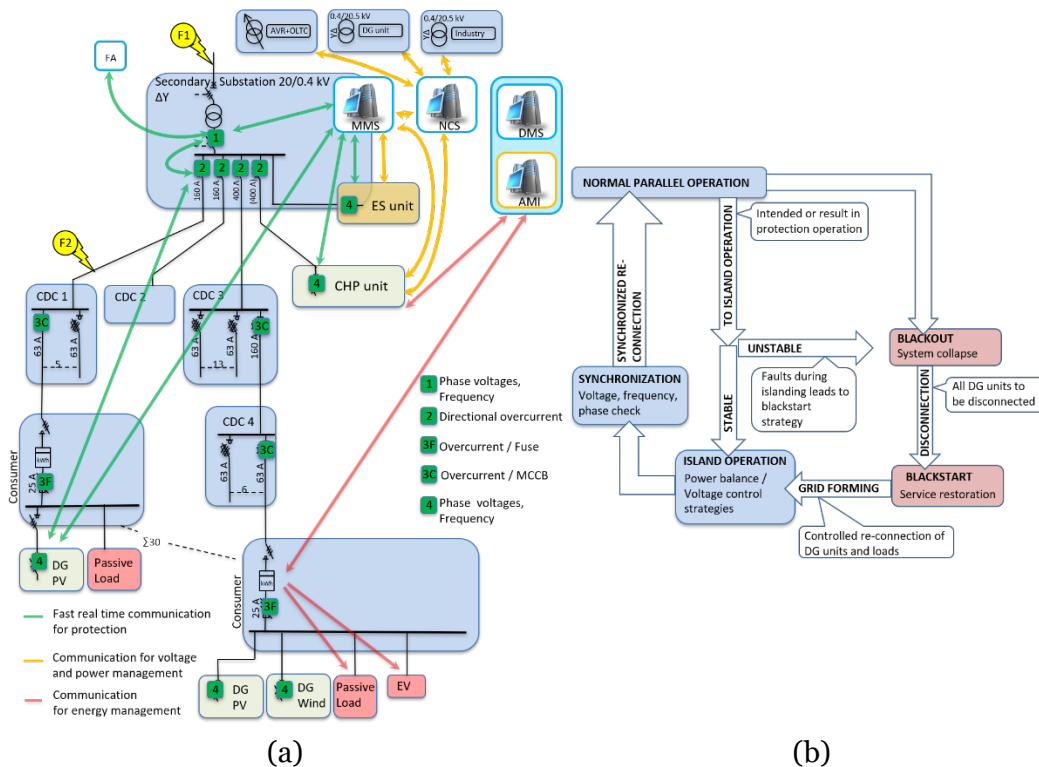 F1
0.4/20.5 kV
YΔ
AVR+OLTC
0.4/20.5 kV
YΔ
DG unit
Industry
FA
Secondary Substation 20/0.4 kV
ΔY
MMS
NCS
DMS
AMI
1
2
2
2
2
160 A
160 A
400 A
(400 A)
4
ES unit
F2
4
CHP unit
CDC 1
CDC 2
CDC 3
3C
63 A
63 A
5
3C
63 A
63 A
160 A
13
CDC 4
3C
63 A
63 A
6
1
Phase voltages,
Frequency
2
Directional overcurrent
3F
Overcurrent / Fuse
3C
Overcurrent / MCCB
4
Phase voltages,
Frequency
Consumer
kWh
25 A
3F
4
DG
PV
Passive
Load
∑30
Consumer
kWh
25 A
3F
4
DG
PV
4
DG
Wind
Passive
Load
EV
Fast real time communication
for protection
Communication for voltage
and power management
Communication
for energy management
(a)
NORMAL PARALLEL OPERATION
Intended or result in
protection operation
TO ISLAND OPERATION
SYNCHRONIZED RE-
CONNECTION
UNSTABLE
BLACKOUT
System collapse
SYNCHRONIZATION
Voltage, frequency,
phase check
STABLE
Faults during
islanding leads to
blackstart
strategy
All DG units to
be disconnected
DISCONNECTION
ISLAND OPERATION
Power balance /
Voltage control
strategies
GRID FORMING
BLACKSTART
Service restoration
Controlled re-connection of
DG units and loads
(b)